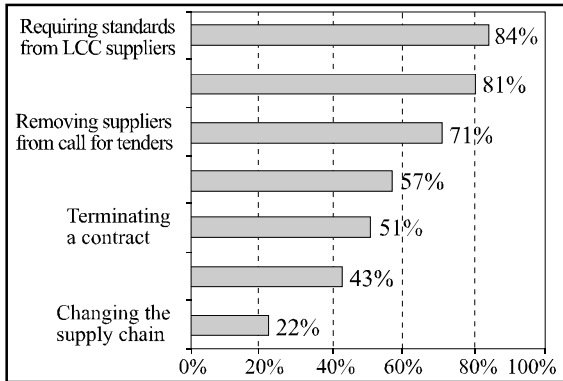 Requiring standards
from LCC suppliers
84%
81%
Removing suppliers
from call for tenders
71%
57%
Terminating
a contract
51%
43%
Changing the
supply chain
22%
0% 20% 40% 60% 80% 100%